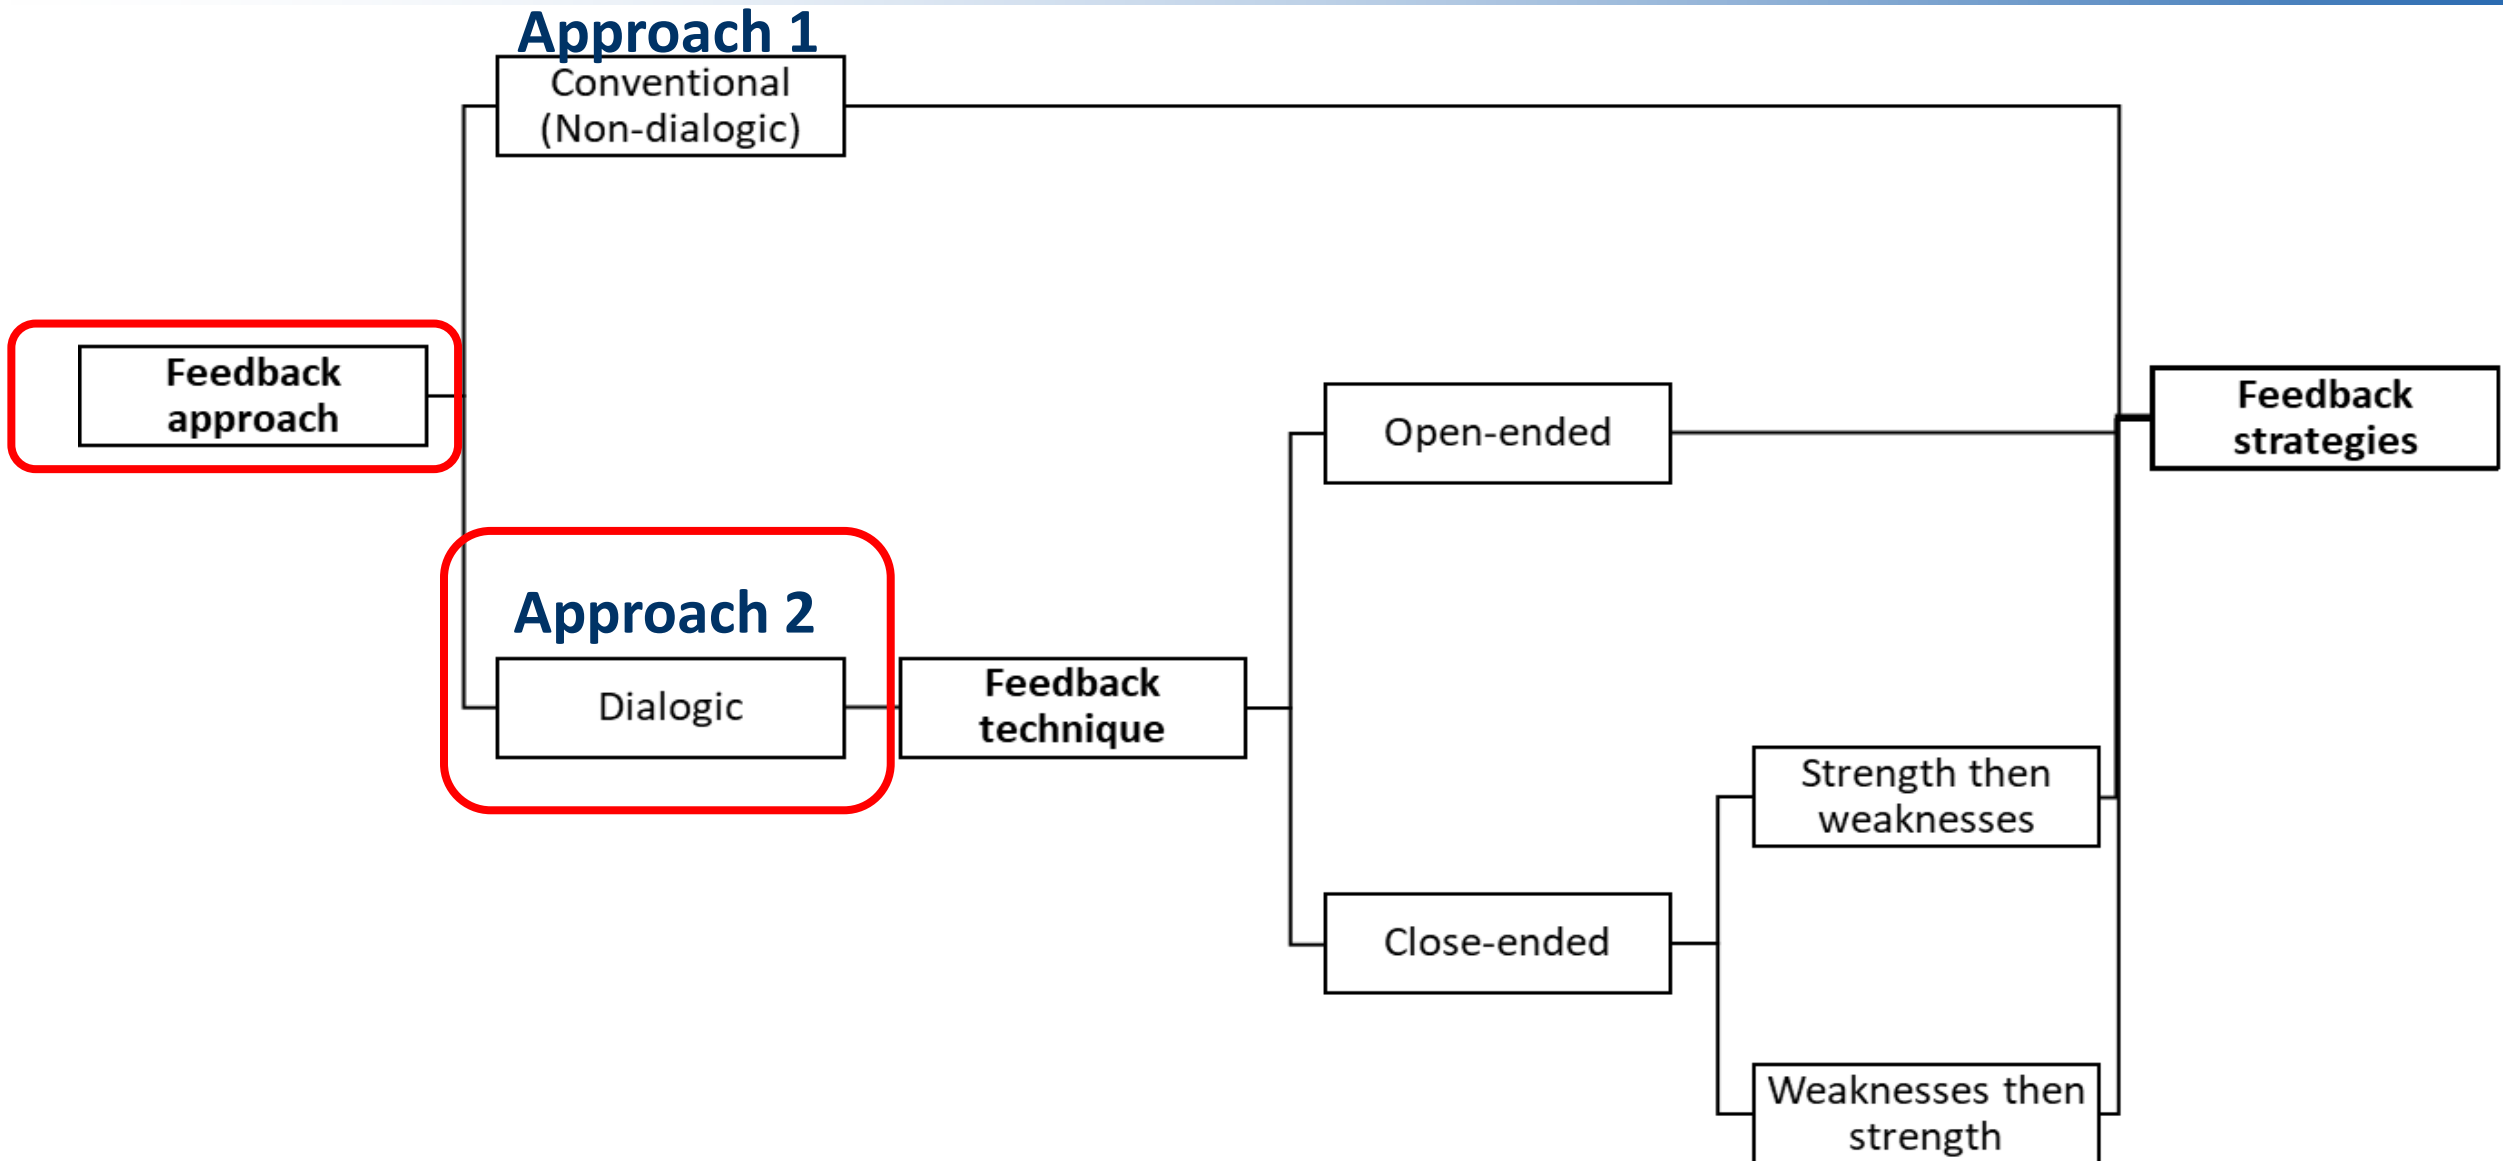 Approach 1
Conventional
(Non-dialogic)
Feedback
approach
Open-ended
Feedback
strategies
Approach 2
Dialogic
Feedback
technique
Strength then
weaknesses
Close-ended
Weaknesses then
strength